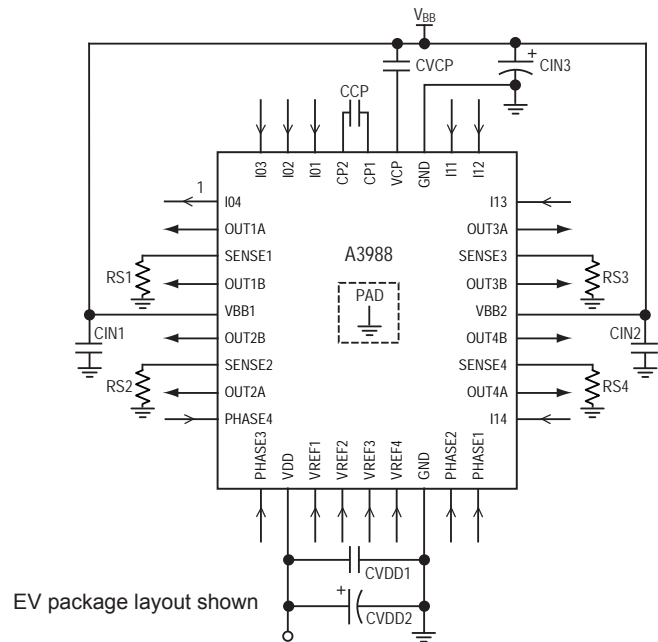 VBB
CVCP
+
CIN3
CCP
I03
I02
I01
CP2
CP1
VCP
GND
I11
I12
1
I04
I13
OUT1A
OUT3A
SENSE1
A3988
SENSE3
RS1
OUT1B
PAD
OUT3B
RS3
VBB1
VBB2
CIN1
OUT2B
OUT4B
CIN2
SENSE2
SENSE4
RS2
OUT2A
OUT4A
RS4
PHASE4
I14
PHASE3
VDD
VREF1
VREF2
VREF3
VREF4
GND
PHASE2
PHASE1
CVDD1
+
CVDD2
EV package layout shown